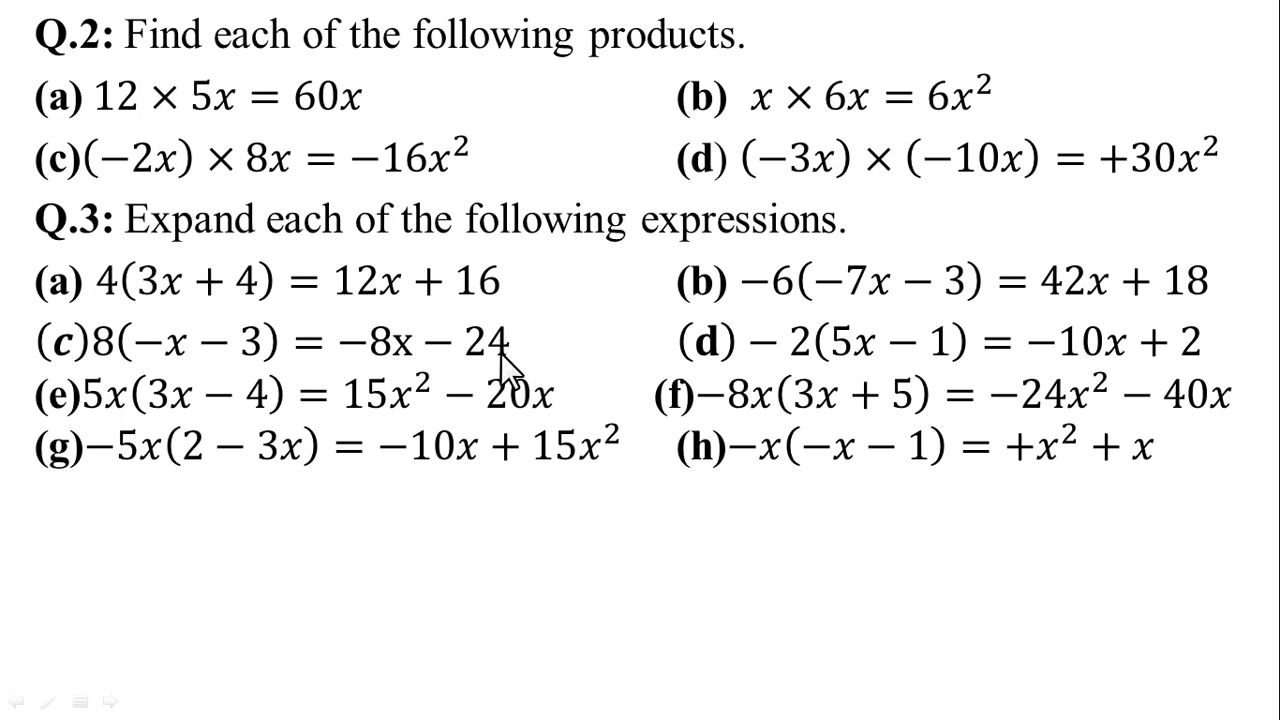 Q.2: Find each of the following products.
(a) 12 × 5x = 60x (b) x × 6x = 6x²
(c)(−2x) × 8x = −16x² (d) (−3x) × (−10x) = +30x²
Q.3: Expand each of the following expressions.
(a) 4(3x + 4) = 12x + 16 (b) −6(−7x − 3) = 42x + 18
(c)8(−x − 3) = −8x − 24 (d) − 2(5x − 1) = −10x + 2
(e)5x(3x − 4) = 15x² − 20x (f)−8x(3x + 5) = −24x² − 40x
(g)−5x(2 − 3x) = −10x + 15x² (h)−x(−x − 1) = +x² + x